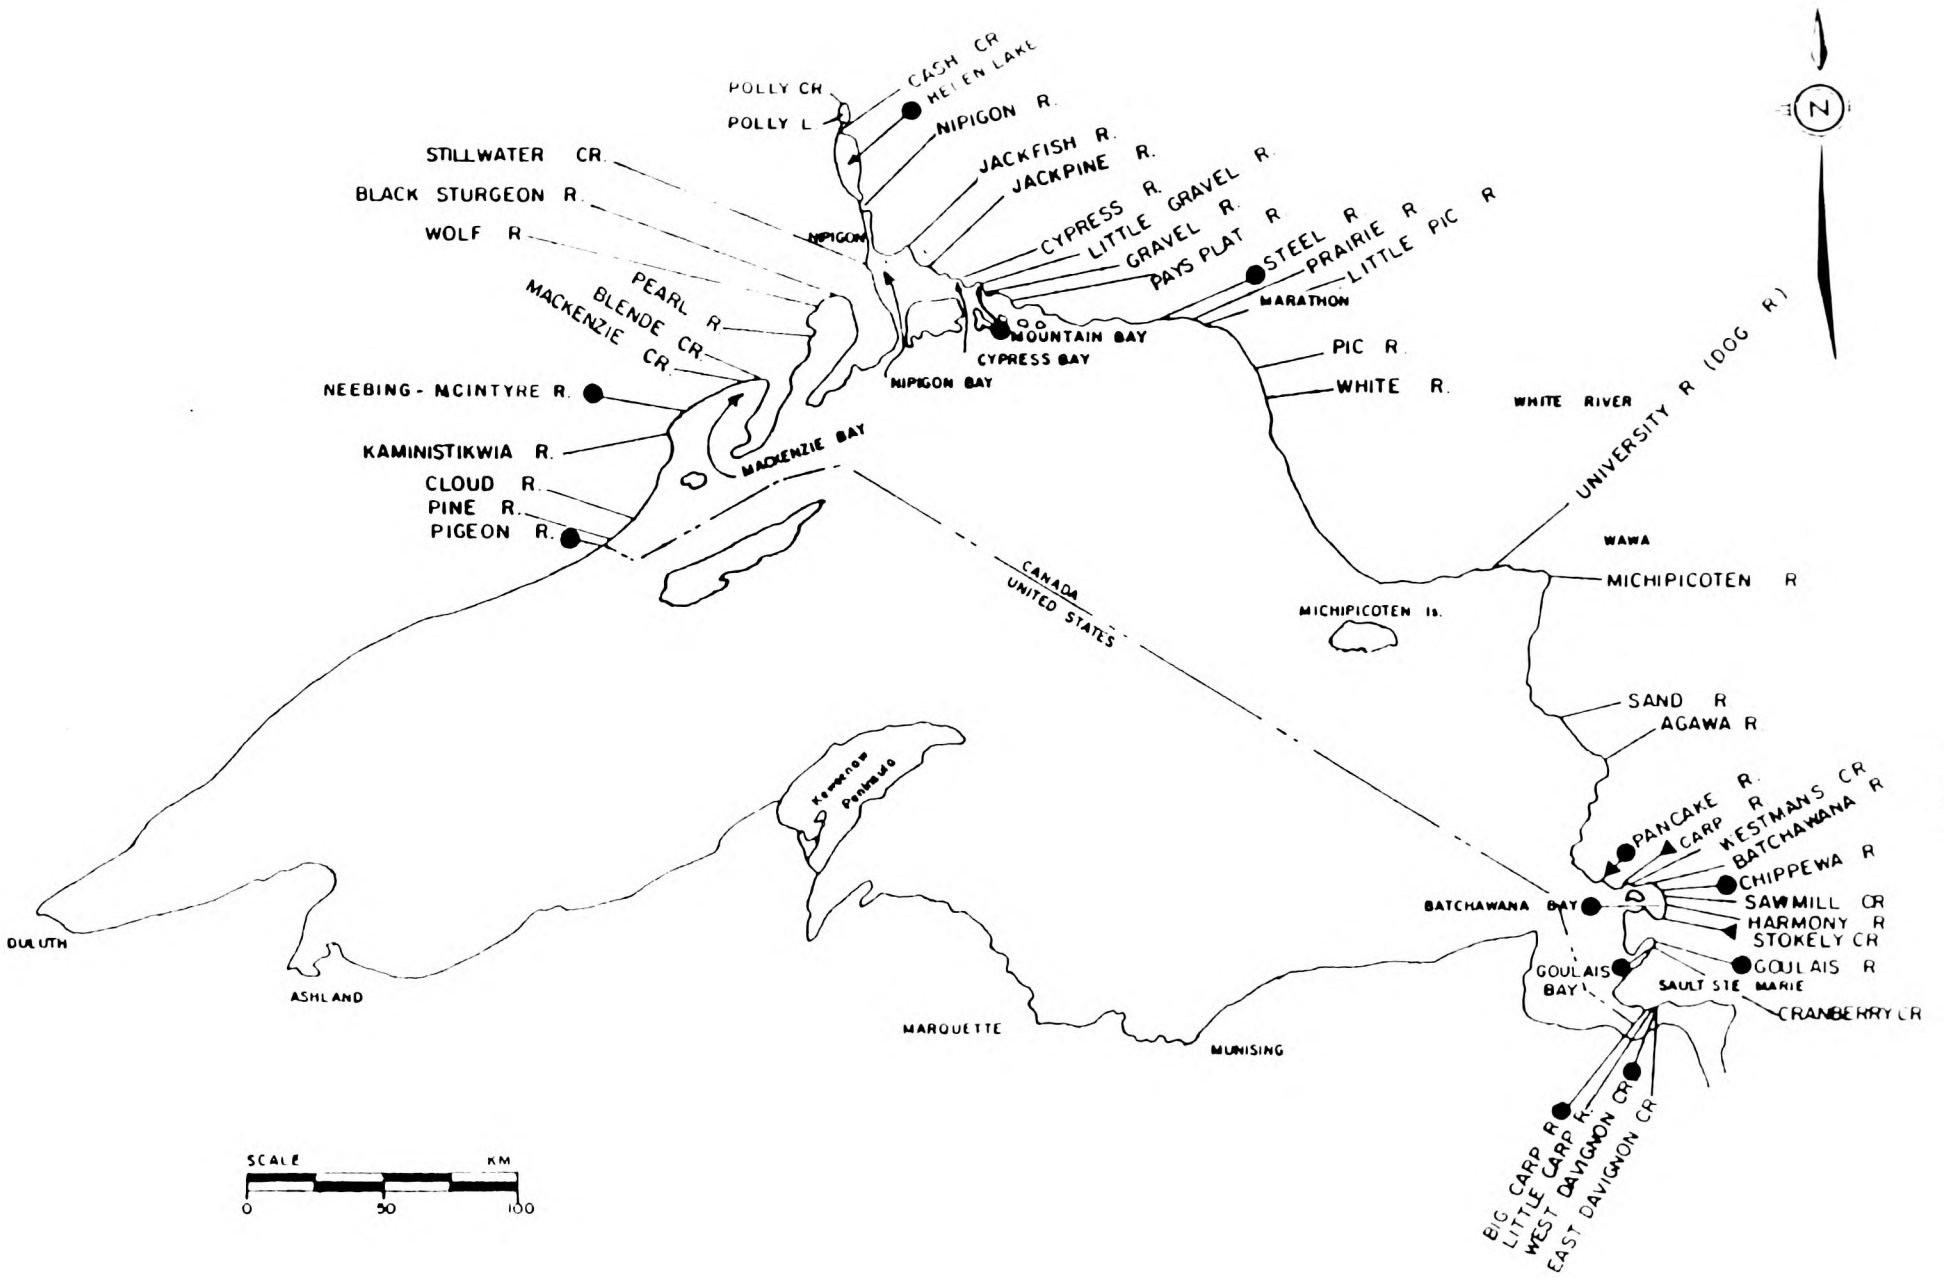 CASH CR
HELEN LAKE
POLLY CR
POLLY L.
NIPIGON R.
STILLWATER CR.
JACKFISH R.
JACKPINE R.
BLACK STURGEON R.
WOLF R
NIPIGON
CYPRESS R.
LITTLE GRAVEL R.
GRAVEL R.
PAYS PLAT R
STEEL R.
PRAIRIE R.
LITTLE PIC R
N
PEARL R
BLENDE CR.
MACKENZIE CR.
MARATHON
MOUNTAIN BAY
CYPRESS BAY
NIPIGON BAY
PIC R.
WHITE R.
WHITE RIVER
UNIVERSITY R (DOG R)
NEEBING - MCINTYRE R.
KAMINISTIKWIA R.
MACKENZIE BAY
CLOUD R.
PINE R.
PIGEON R.
CANADA
UNITED STATES
WAWA
MICHIPICOTEN R
MICHIPICOTEN Is.
SAND R
AGAWA R
Keweenaw
Peninsula
PANCAKE R.
CARP R
WESTMANS CR
BATCHAWANA R
CHIPPEWA R
BATCHAWANA BAY
SAWMILL CR
HARMONY R
STOKELY CR
DULUTH
GOULAIS
BAY
GOULAIS R
SAULT STE MARIE
CRANBERRY CR
ASHLAND
MARQUETTE
MUNISING
BIG CARP R
LITTLE CARP R.
WEST DAVIGNON CR
EAST DAVIGNON CR
SCALE KM
0 50 100